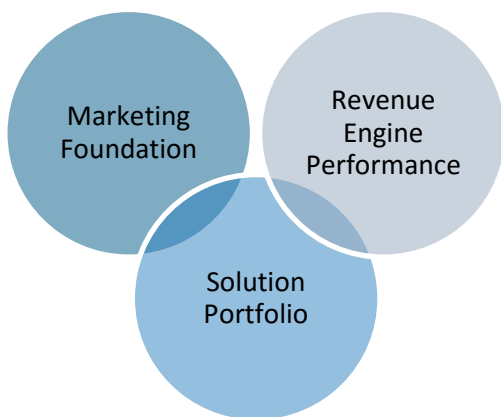 Marketing
Foundation
Revenue
Engine
Performance
Solution
Portfolio